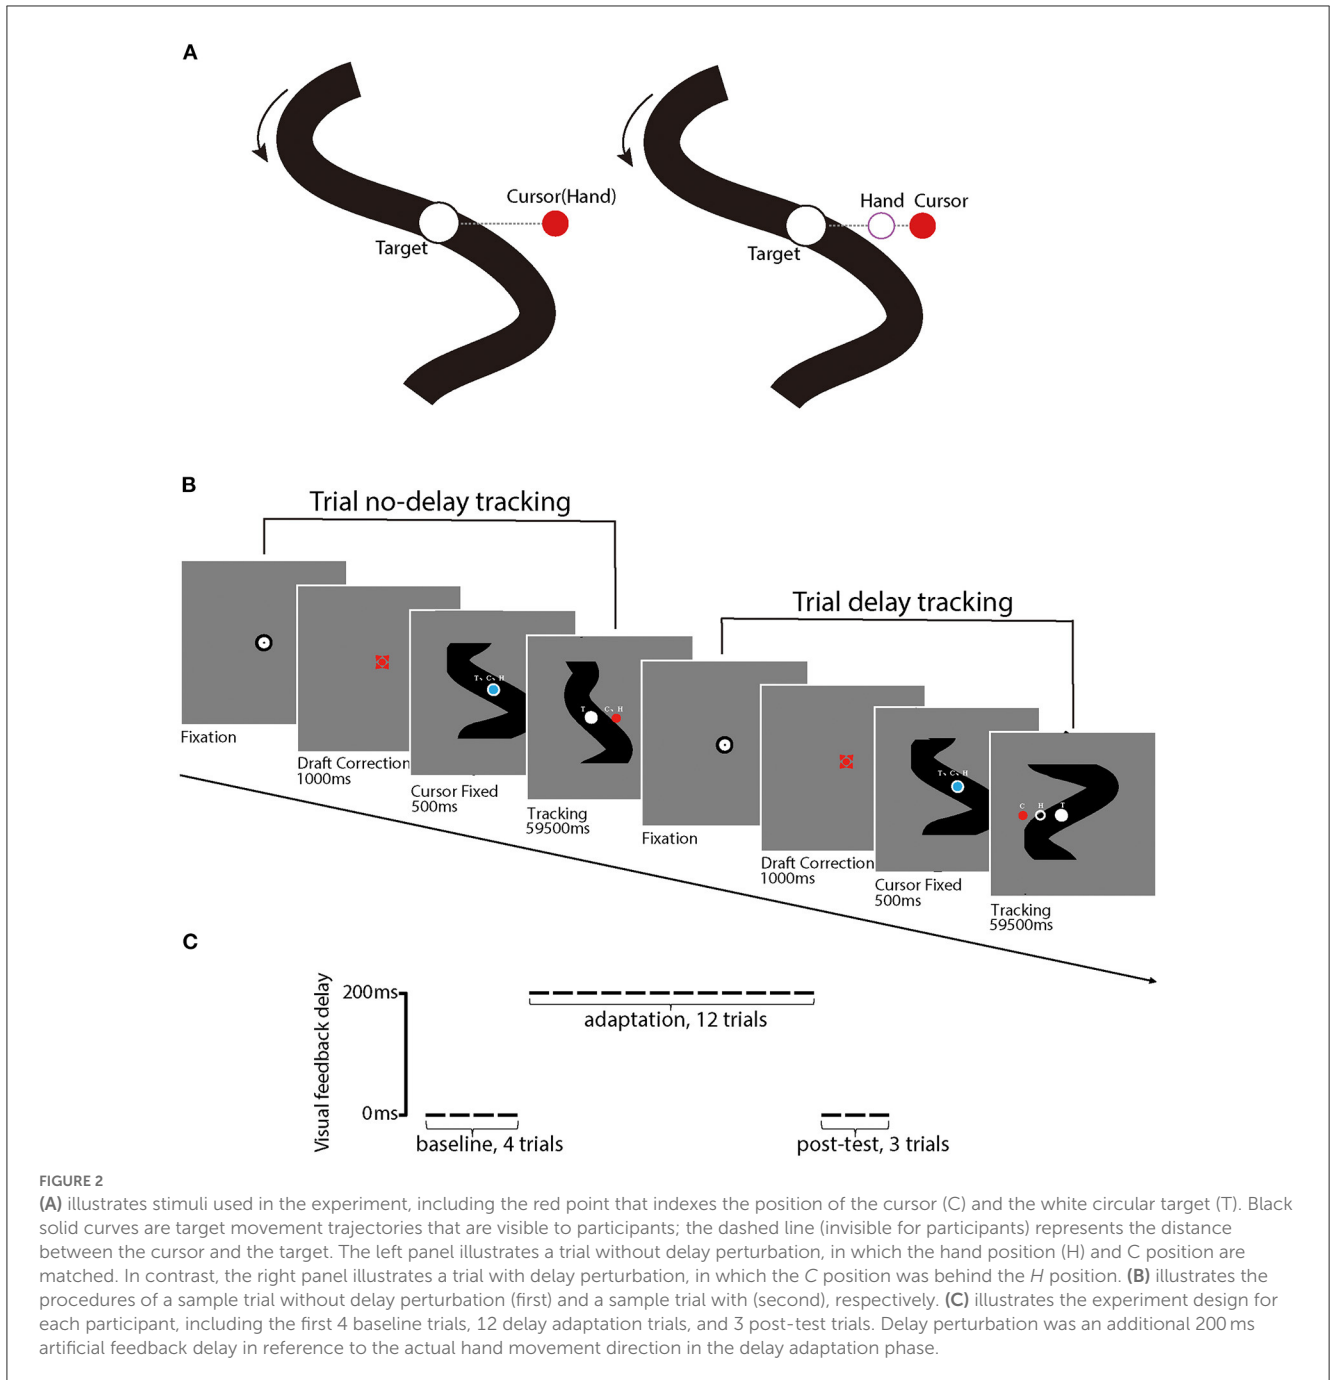 A
Cursor(Hand)
Target
Hand Cursor
Target
B
Trial no-delay tracking
Trial delay tracking
T、C、H
T C、H
Fixation
Draft Correction
1000ms
Cursor Fixed
500ms
Tracking
59500ms
Fixation
T、C、H
C H T
Draft Correction
1000ms
Cursor Fixed
500ms
Tracking
59500ms
C
Visual feedback delay
200ms
adaptation, 12 trials
0ms
baseline, 4 trials
post-test, 3 trials
FIGURE 2
(A) illustrates stimuli used in the experiment, including the red point that indexes the position of the cursor (C) and the white circular target (T). Black
solid curves are target movement trajectories that are visible to participants; the dashed line (invisible for participants) represents the distance
between the cursor and the target. The left panel illustrates a trial without delay perturbation, in which the hand position (H) and C position are
matched. In contrast, the right panel illustrates a trial with delay perturbation, in which the C position was behind the H position. (B) illustrates the
procedures of a sample trial without delay perturbation (first) and a sample trial with (second), respectively. (C) illustrates the experiment design for
each participant, including the first 4 baseline trials, 12 delay adaptation trials, and 3 post-test trials. Delay perturbation was an additional 200 ms
artificial feedback delay in reference to the actual hand movement direction in the delay adaptation phase.